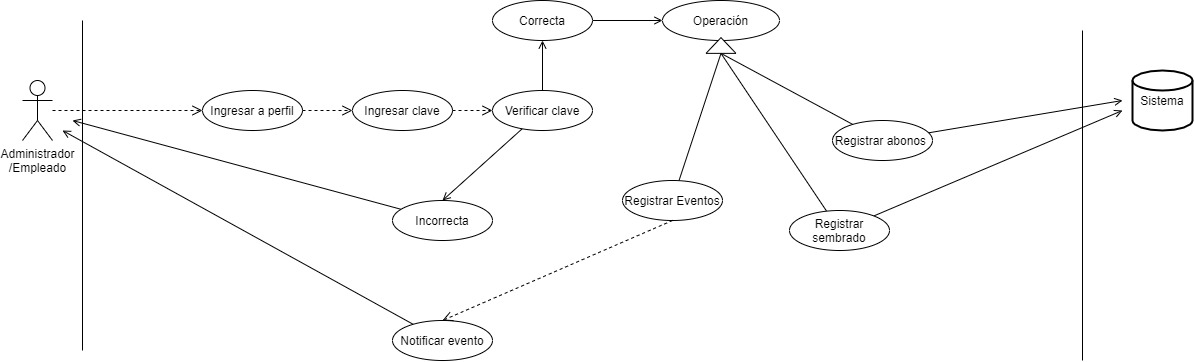 Correcta
Operación
Ingresar a perfil
Ingresar clave
Verificar clave
Sistema
Administrador
/Empleado
Registrar abonos
Registrar Eventos
Incorrecta
Registrar
sembrado
Notificar evento